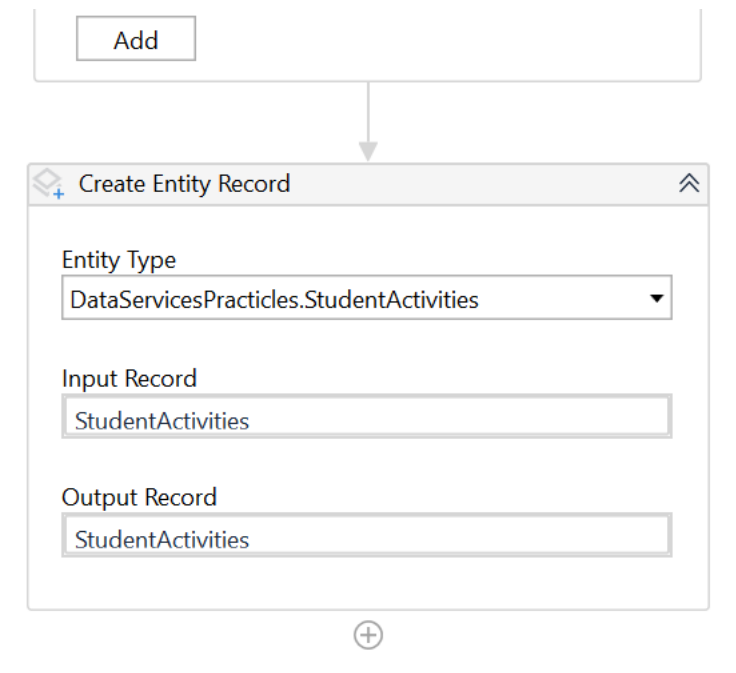 Add
Create Entity Record
Entity Type
DataServicesPracticles.StudentActivities
Input Record
StudentActivities
Output Record
StudentActivities